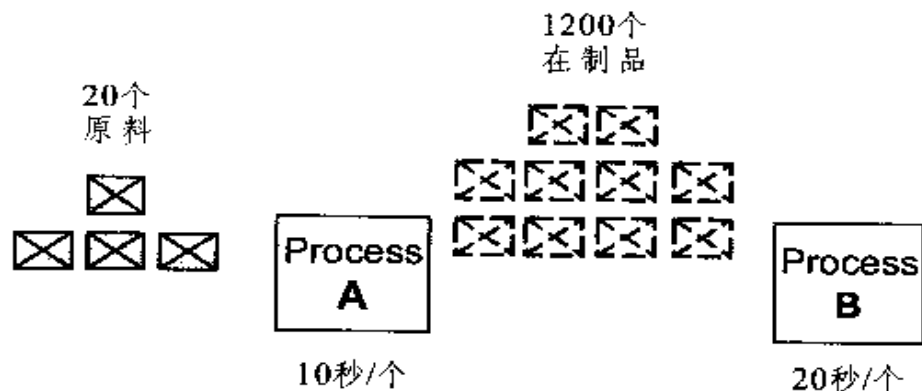 1200个
在制品
20个
原料
Process
A
Process
B
10秒/个
20秒/个